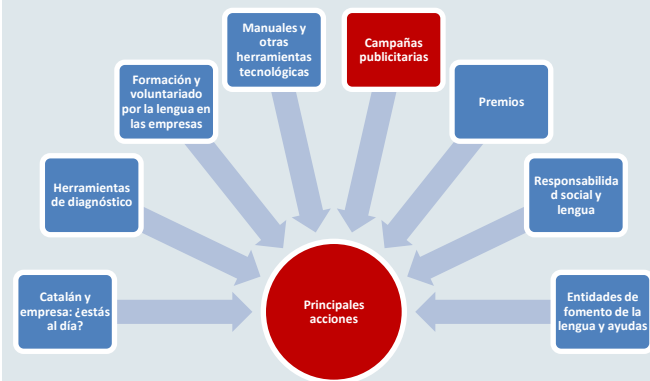 Manuales y
otras
herramientas
tecnológicas
Campañas
publicitarias
Formación y
voluntariado
por la lengua en
las empresas
Premios
Herramientas
de diagnóstico
Responsabilida
d social y
lengua
Catalán y
empresa: ¿estás
al día?
Principales
acciones
Entidades de
fomento de la
lengua y ayudas